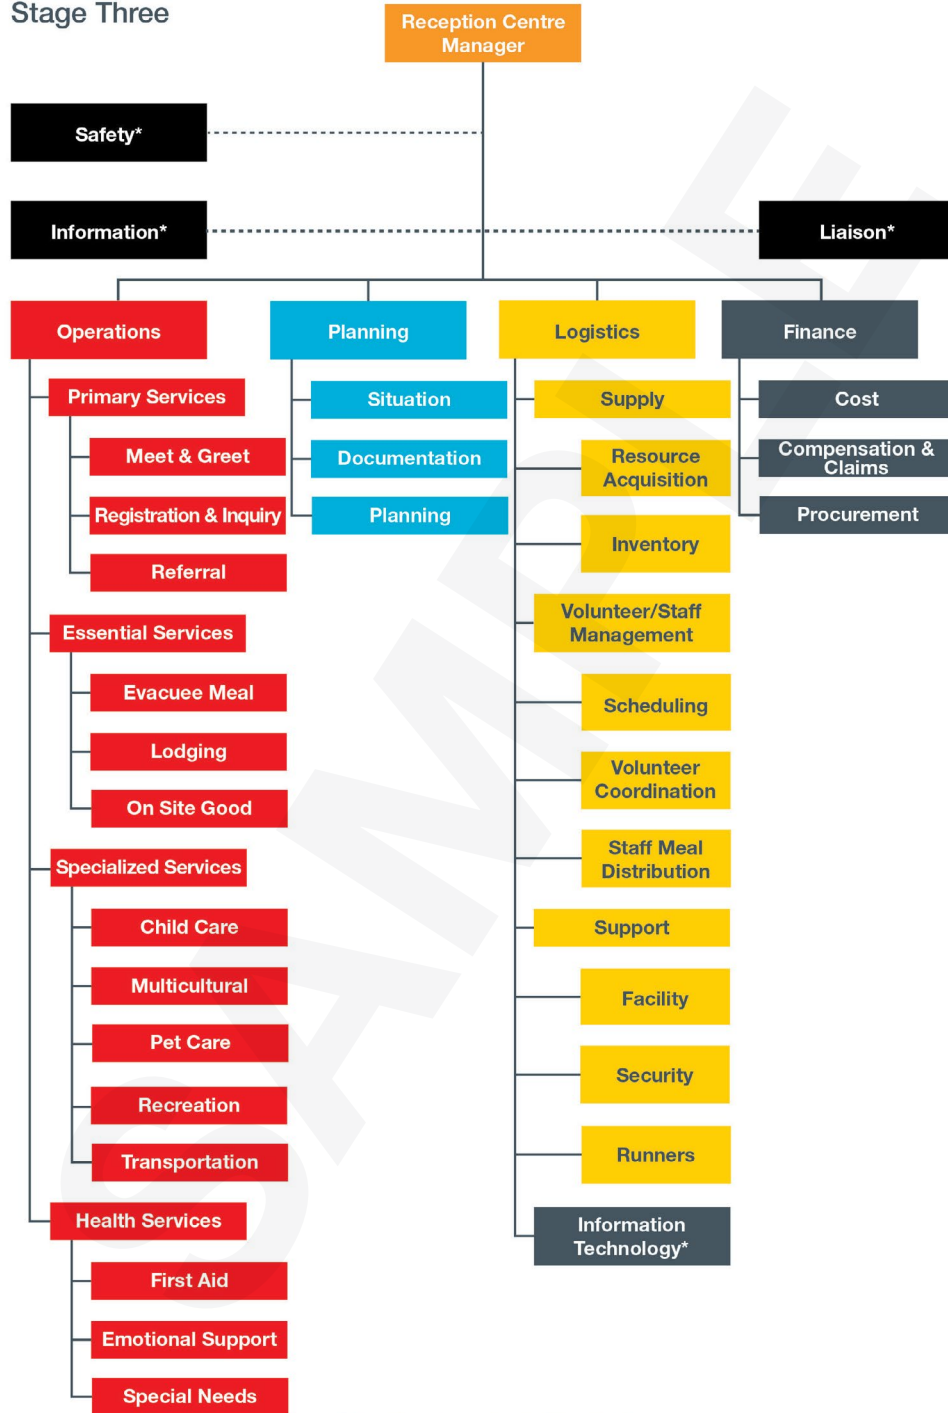 Stage Three
Reception Centre
Manager
Safety*
Information*
Liaison*
Operations
Primary Services
Meet & Greet
Registration & Inquiry
Referral
Essential Services
Evacuee Meal
Lodging
On Site Good
Specialized Services
Child Care
Multicultural
Pet Care
Recreation
Transportation
Health Services
First Aid
Emotional Support
Special Needs
Planning
Situation
Documentation
Planning
Logistics
Supply
Resource
Acquisition
Inventory
Volunteer/Staff
Management
Scheduling
Volunteer
Coordination
Staff Meal
Distribution
Support
Facility
Security
Runners
Information
Technology*
Finance
Cost
Compensation &
Claims
Procurement
SAMPLE